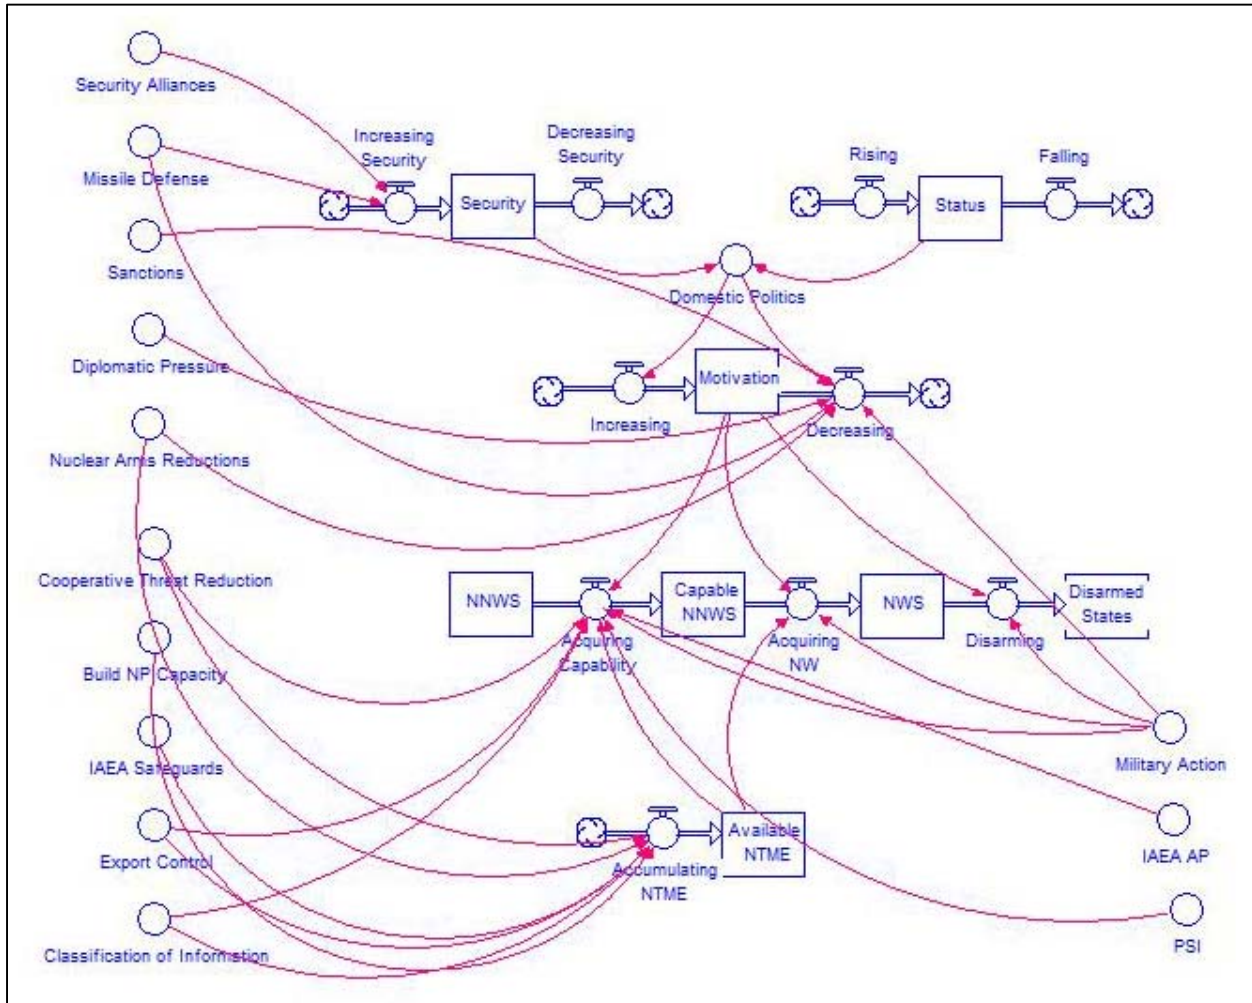 Security Alliances
Increasing
Security
Decreasing
Security
Rising
Falling
Missile Defense
Security
Status
Sanctions
Domestic Politics
Diplomatic Pressure
Motivation
Increasing
Decreasing
Nuclear Arms Reductions
Cooperative Threat Reduction
NNWS
Capable
NNWS
NWS
Disarmed
States
Acquiring
Capability
Acquiring
NW
Disarming
Build NP Capacity
IAEA Safeguards
Military Action
Export Control
Accumulating
NTME
Available
NTME
IAEA AP
Classification of Information
PSI